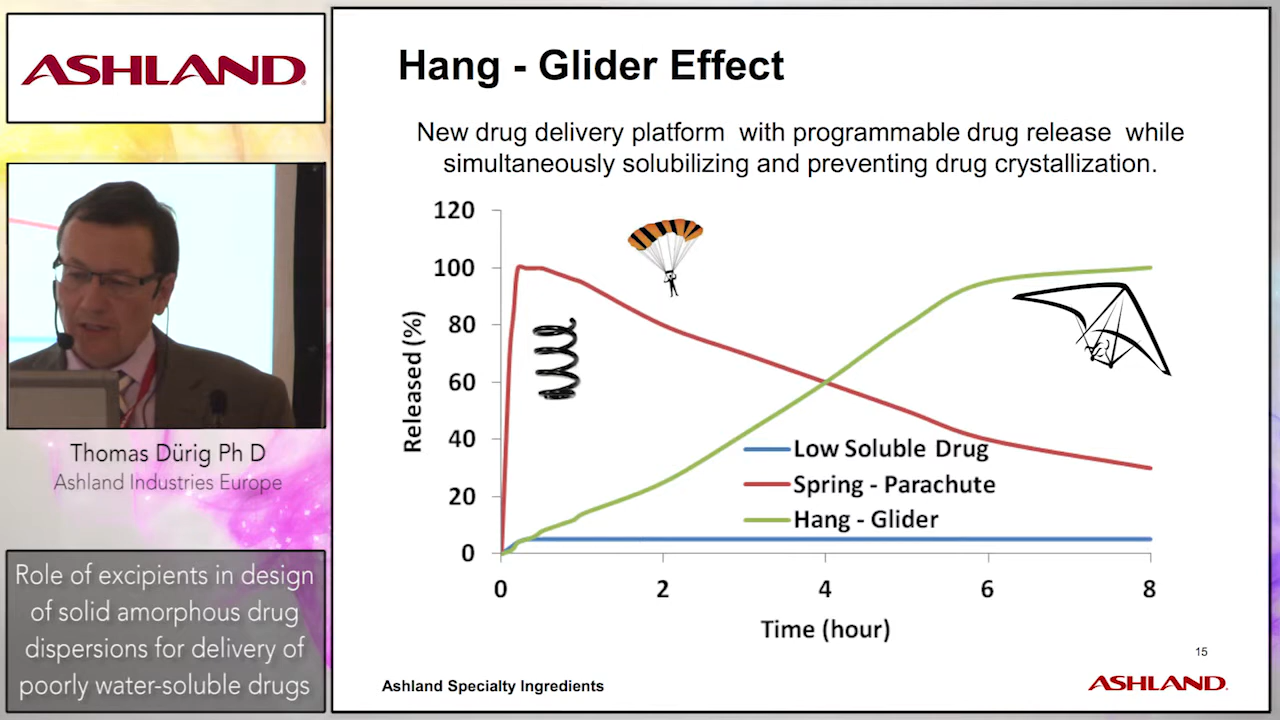 ASHLAND
Thomas Dürig Ph D
Ashland Industries Europe
Role of excipients in design
of solid amorphous drug
dispersions for delivery of
poorly water-soluble drugs
Hang - Glider Effect
New drug delivery platform with programmable drug release while
simultaneously solubilizing and preventing drug crystallization.
120
100
80
60
40
20
0
Released (%)
0 2 4 6 8
Time (hour)
Low Soluble Drug
Spring - Parachute
Hang - Glider
15
Ashland Specialty Ingredients
ASHLAND